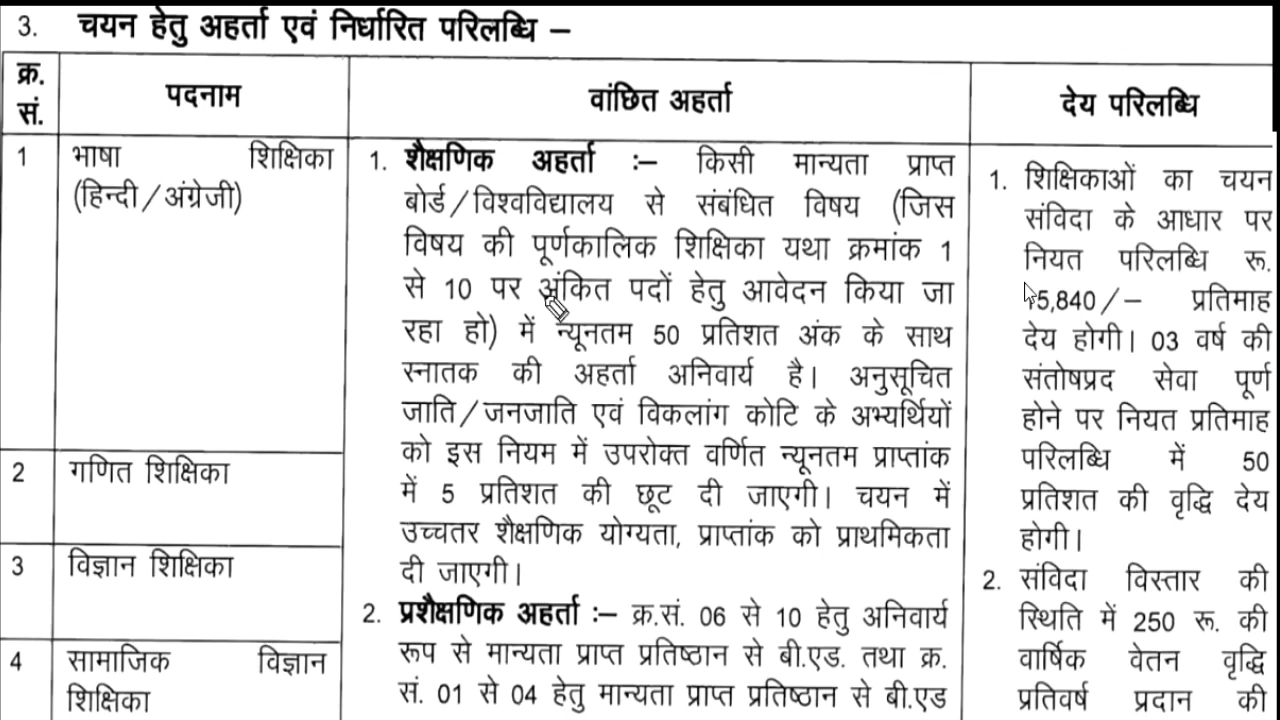 3. चयन हेतु अहर्ता एवं निर्धारित परिलब्धि –
क्र. सं.
पदनाम
वांछित अहर्ता
देय परिलब्धि
1
भाषा शिक्षिका
(हिन्दी/अंग्रेजी)
2
गणित शिक्षिका
3
विज्ञान शिक्षिका
4
सामाजिक विज्ञान
शिक्षिका
1. शैक्षणिक अहर्ता :– किसी मान्यता प्राप्त
बोर्ड/विश्वविद्यालय से संबंधित विषय (जिस
विषय की पूर्णकालिक शिक्षिका यथा क्रमांक 1
से 10 पर अंकित पदों हेतु आवेदन किया जा
रहा हो) में न्यूनतम 50 प्रतिशत अंक के साथ
स्नातक की अहर्ता अनिवार्य है। अनुसूचित
जाति/जनजाति एवं विकलांग कोटि के अभ्यर्थियों
को इस नियम में उपरोक्त वर्णित न्यूनतम प्राप्तांक
में 5 प्रतिशत की छूट दी जाएगी। चयन में
उच्चतर शैक्षणिक योग्यता, प्राप्तांक को प्राथमिकता
दी जाएगी।
2. प्रशैक्षणिक अहर्ता :– क्र.सं. 06 से 10 हेतु अनिवार्य
रूप से मान्यता प्राप्त प्रतिष्ठान से बी.एड. तथा क्र.
सं. 01 से 04 हेतु मान्यता प्राप्त प्रतिष्ठान से बी.एड
1. शिक्षिकाओं का चयन
संविदा के आधार पर
नियत परिलब्धि रू.
15,840/– प्रतिमाह
देय होगी। 03 वर्ष की
संतोषप्रद सेवा पूर्ण
होने पर नियत प्रतिमाह
परिलब्धि में 50
प्रतिशत की वृद्धि देय
होगी।
2. संविदा विस्तार की
स्थिति में 250 रू. की
वार्षिक वेतन वृद्धि
प्रतिवर्ष प्रदान की